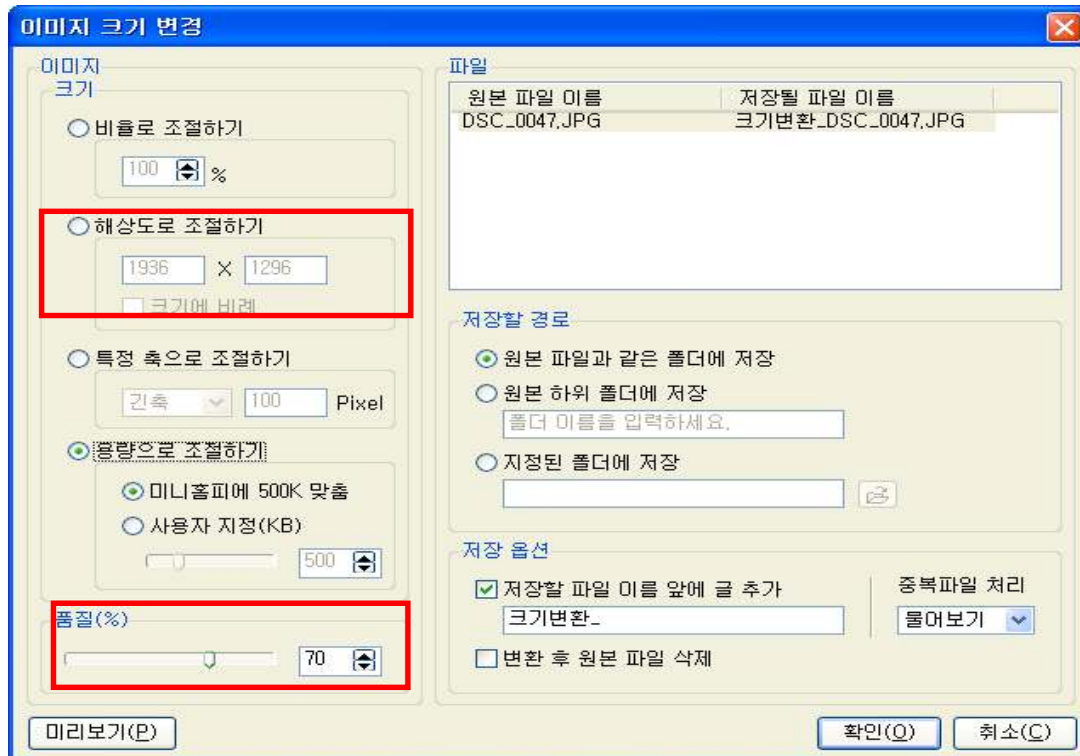 이미지 크기 변경
이미지
크기
비율로 조절하기
100 %
해상도로 조절하기
1936 X 1296
크기에 비례
특정 축으로 조절하기
긴축 100 Pixel
용량으로 조절하기
미니홈피에 500K 맞춤
사용자 지정(KB)
500
품질(%)
70
미리보기(P)
파일
원본 파일 이름 저장될 파일 이름
DSC_0047.JPG 크기변환_DSC_0047.JPG
저장할 경로
원본 파일과 같은 폴더에 저장
원본 하위 폴더에 저장
폴더 이름을 입력하세요.
지정된 폴더에 저장
저장 옵션
저장할 파일 이름 앞에 글 추가
크기변환_
변환 후 원본 파일 삭제
중복파일 처리
물어보기
확인(O) 취소(C)